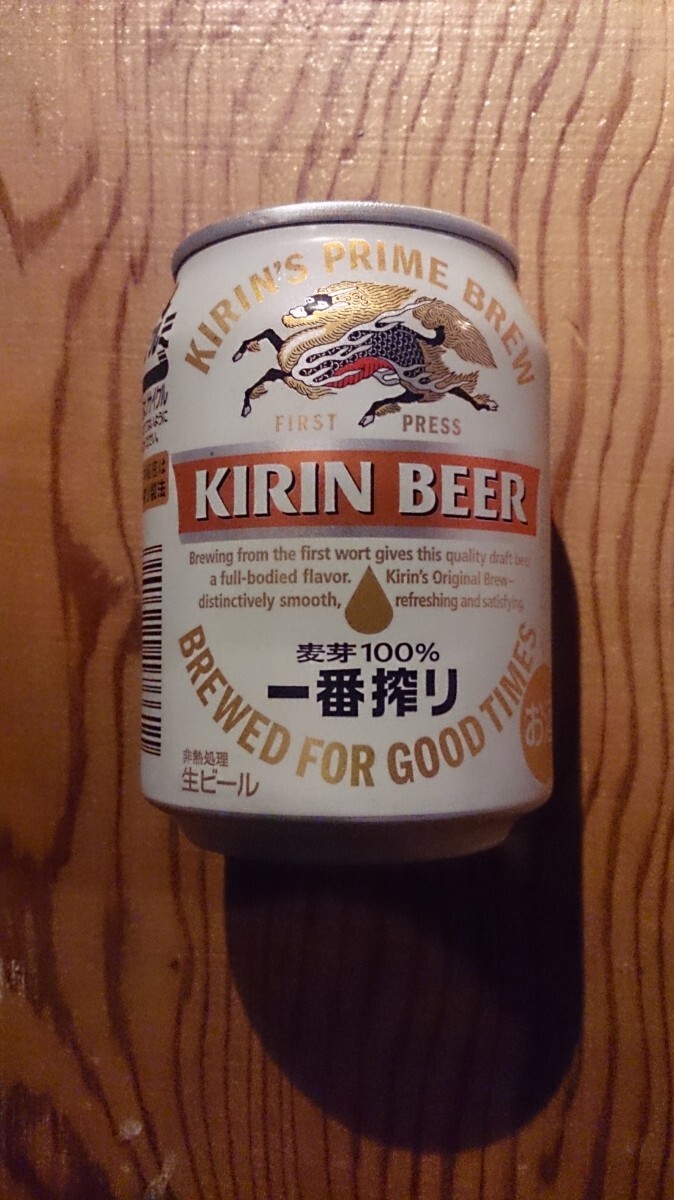 KIRIN'S PRIME BREW
FIRST PRESS
KIRIN BEER
Brewing from the first wort gives this quality draft beer
a full-bodied flavor. Kirin's Original Brew–
distinctively smooth, refreshing and satisfying.
麦芽100%
一番搾り
BREWED FOR GOOD TIMES
非熱処理
生ビール